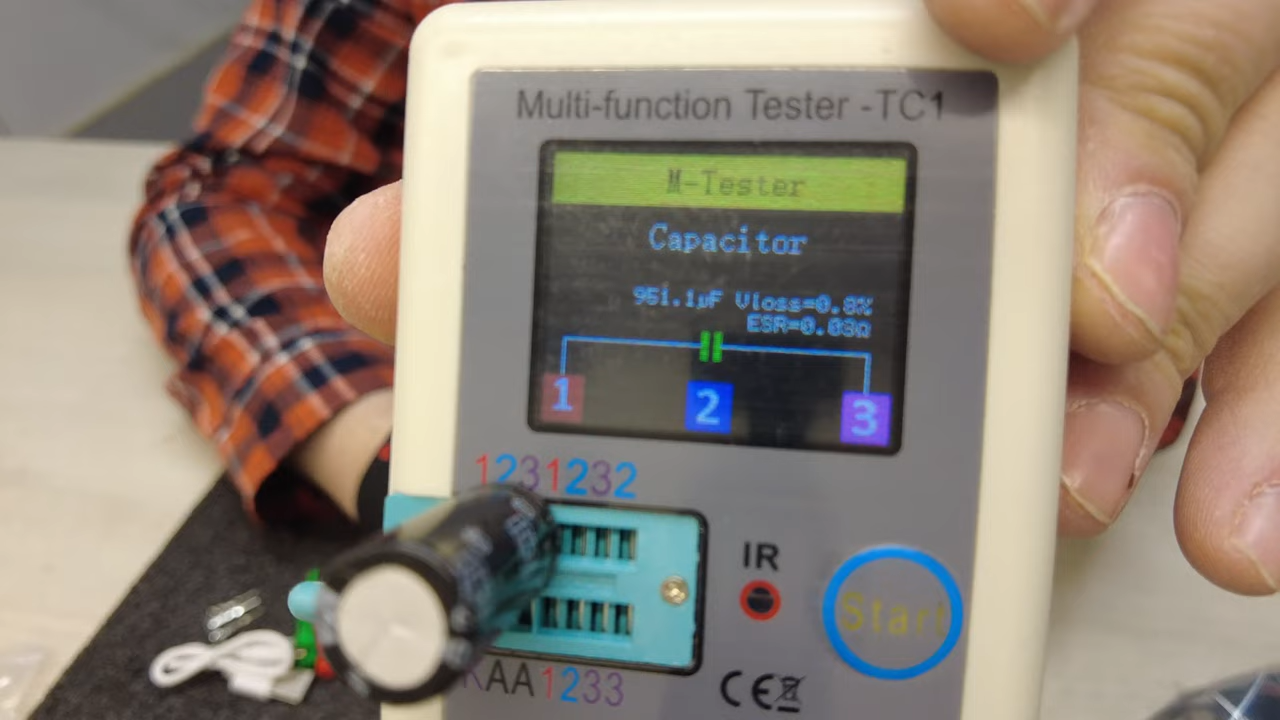 Multi-function Tester -TC1
M-Tester
Capacitor
951.1µF Vloss=0.8%
ESR=0.03Ω
1 2 3
1231232
IR
Start
KAA1233
CE